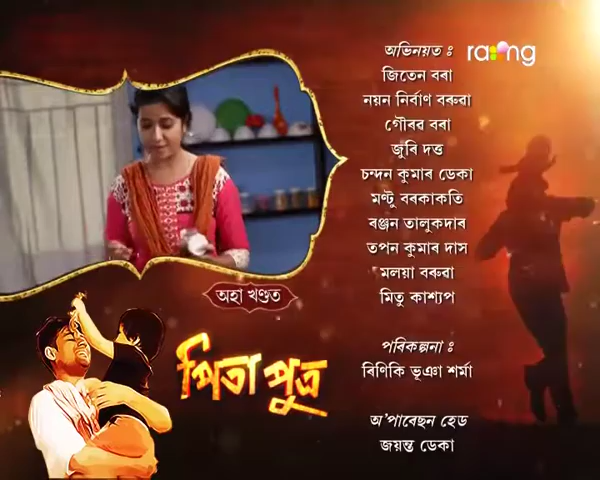 অভিনয়ত ঃ
rang
জিতেন বৰা
নয়ন নিৰ্বাণ বৰুৱা
গৌৰৱ বৰা
জুৰি দত্ত
চন্দন কুমাৰ ডেকা
মণ্টু বৰকাকতি
ৰঞ্জন তালুকদাৰ
তপন কুমাৰ দাস
মলয়া বৰুৱা
মিতু কাশ্যপ
অহা খণ্ডত
পিতা পুত্ৰ
পৰিকল্পনা ঃ
ৰিণিকি ভূঞা শৰ্মা
অ'পাৰেছন হেড
জয়ন্ত ডেকা